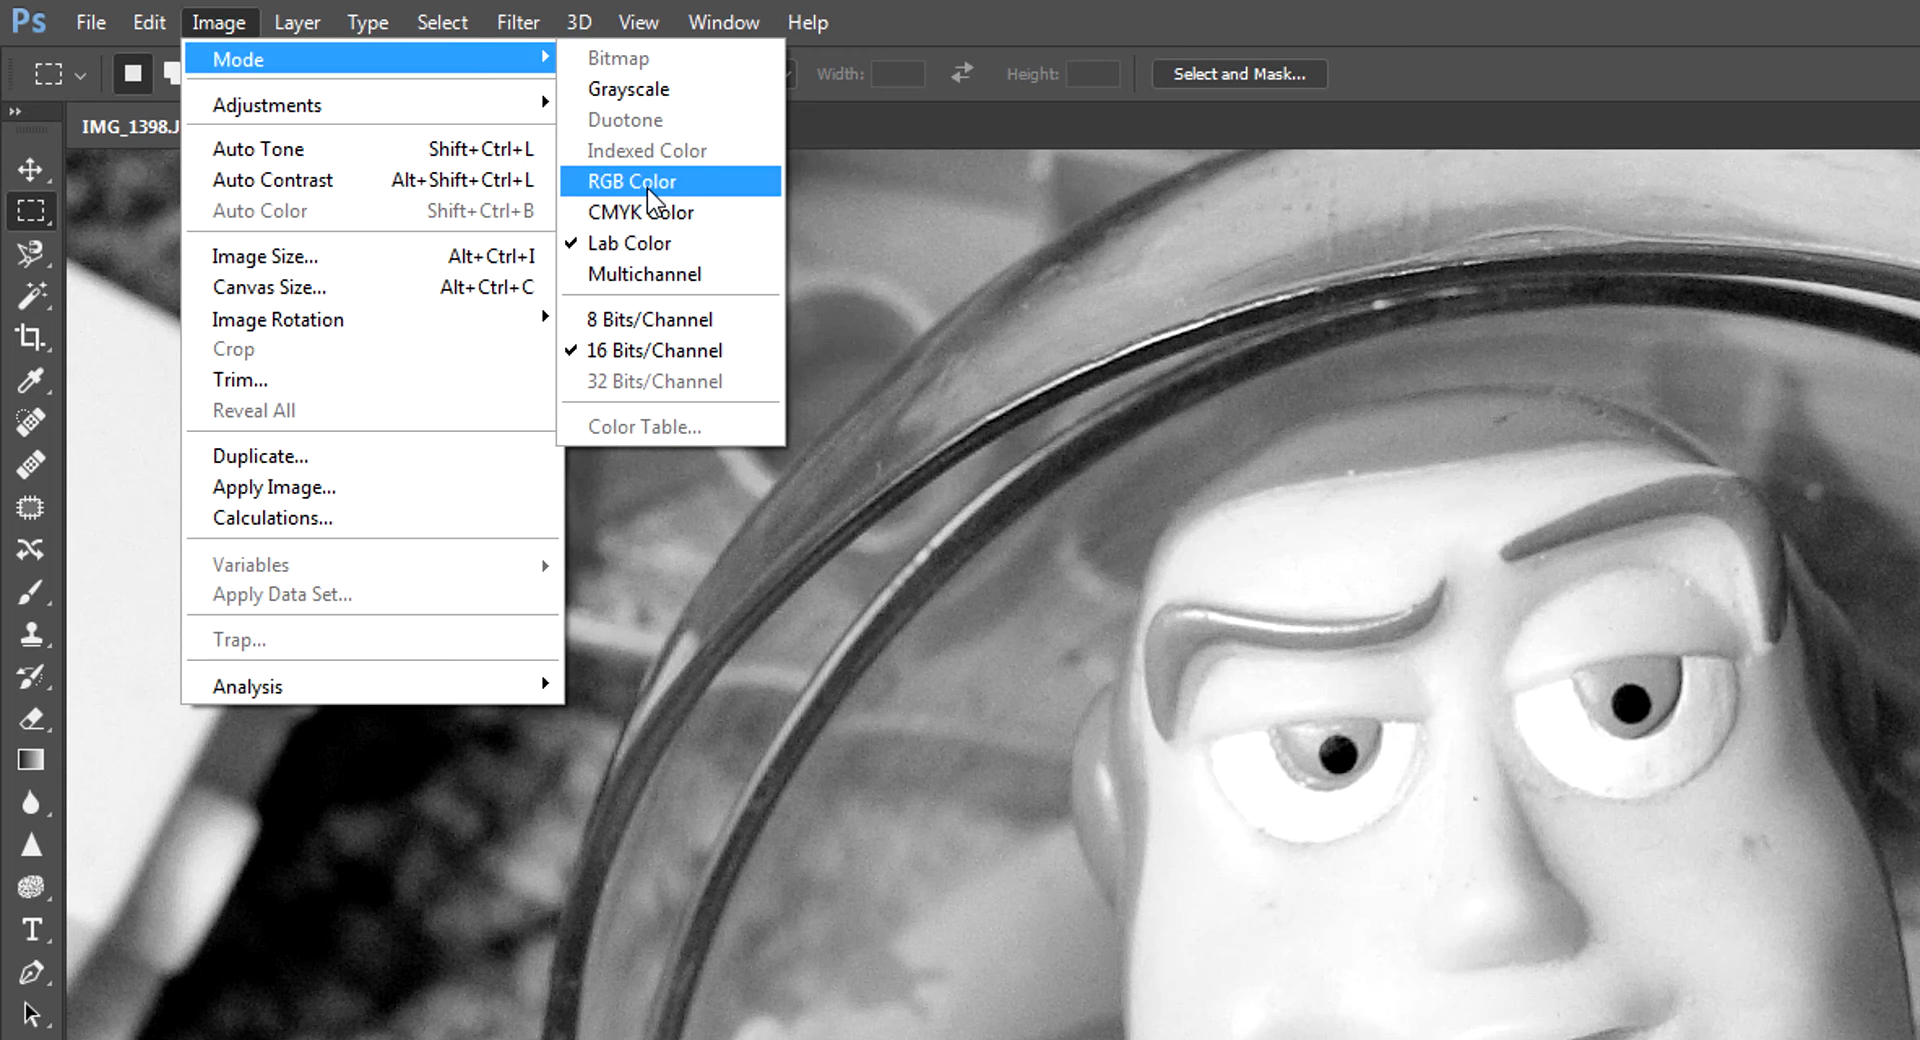 Ps File Edit Image Layer Type Select Filter 3D View Window Help
Width: Height: Select and Mask...
IMG_1398.J
Mode
Adjustments
Auto Tone Shift+Ctrl+L
Auto Contrast Alt+Shift+Ctrl+L
Auto Color Shift+Ctrl+B
Image Size... Alt+Ctrl+I
Canvas Size... Alt+Ctrl+C
Image Rotation
Crop
Trim...
Reveal All
Duplicate...
Apply Image...
Calculations...
Variables
Apply Data Set...
Trap...
Analysis
Bitmap
Grayscale
Duotone
Indexed Color
RGB Color
CMYK Color
Lab Color
Multichannel
8 Bits/Channel
16 Bits/Channel
32 Bits/Channel
Color Table...